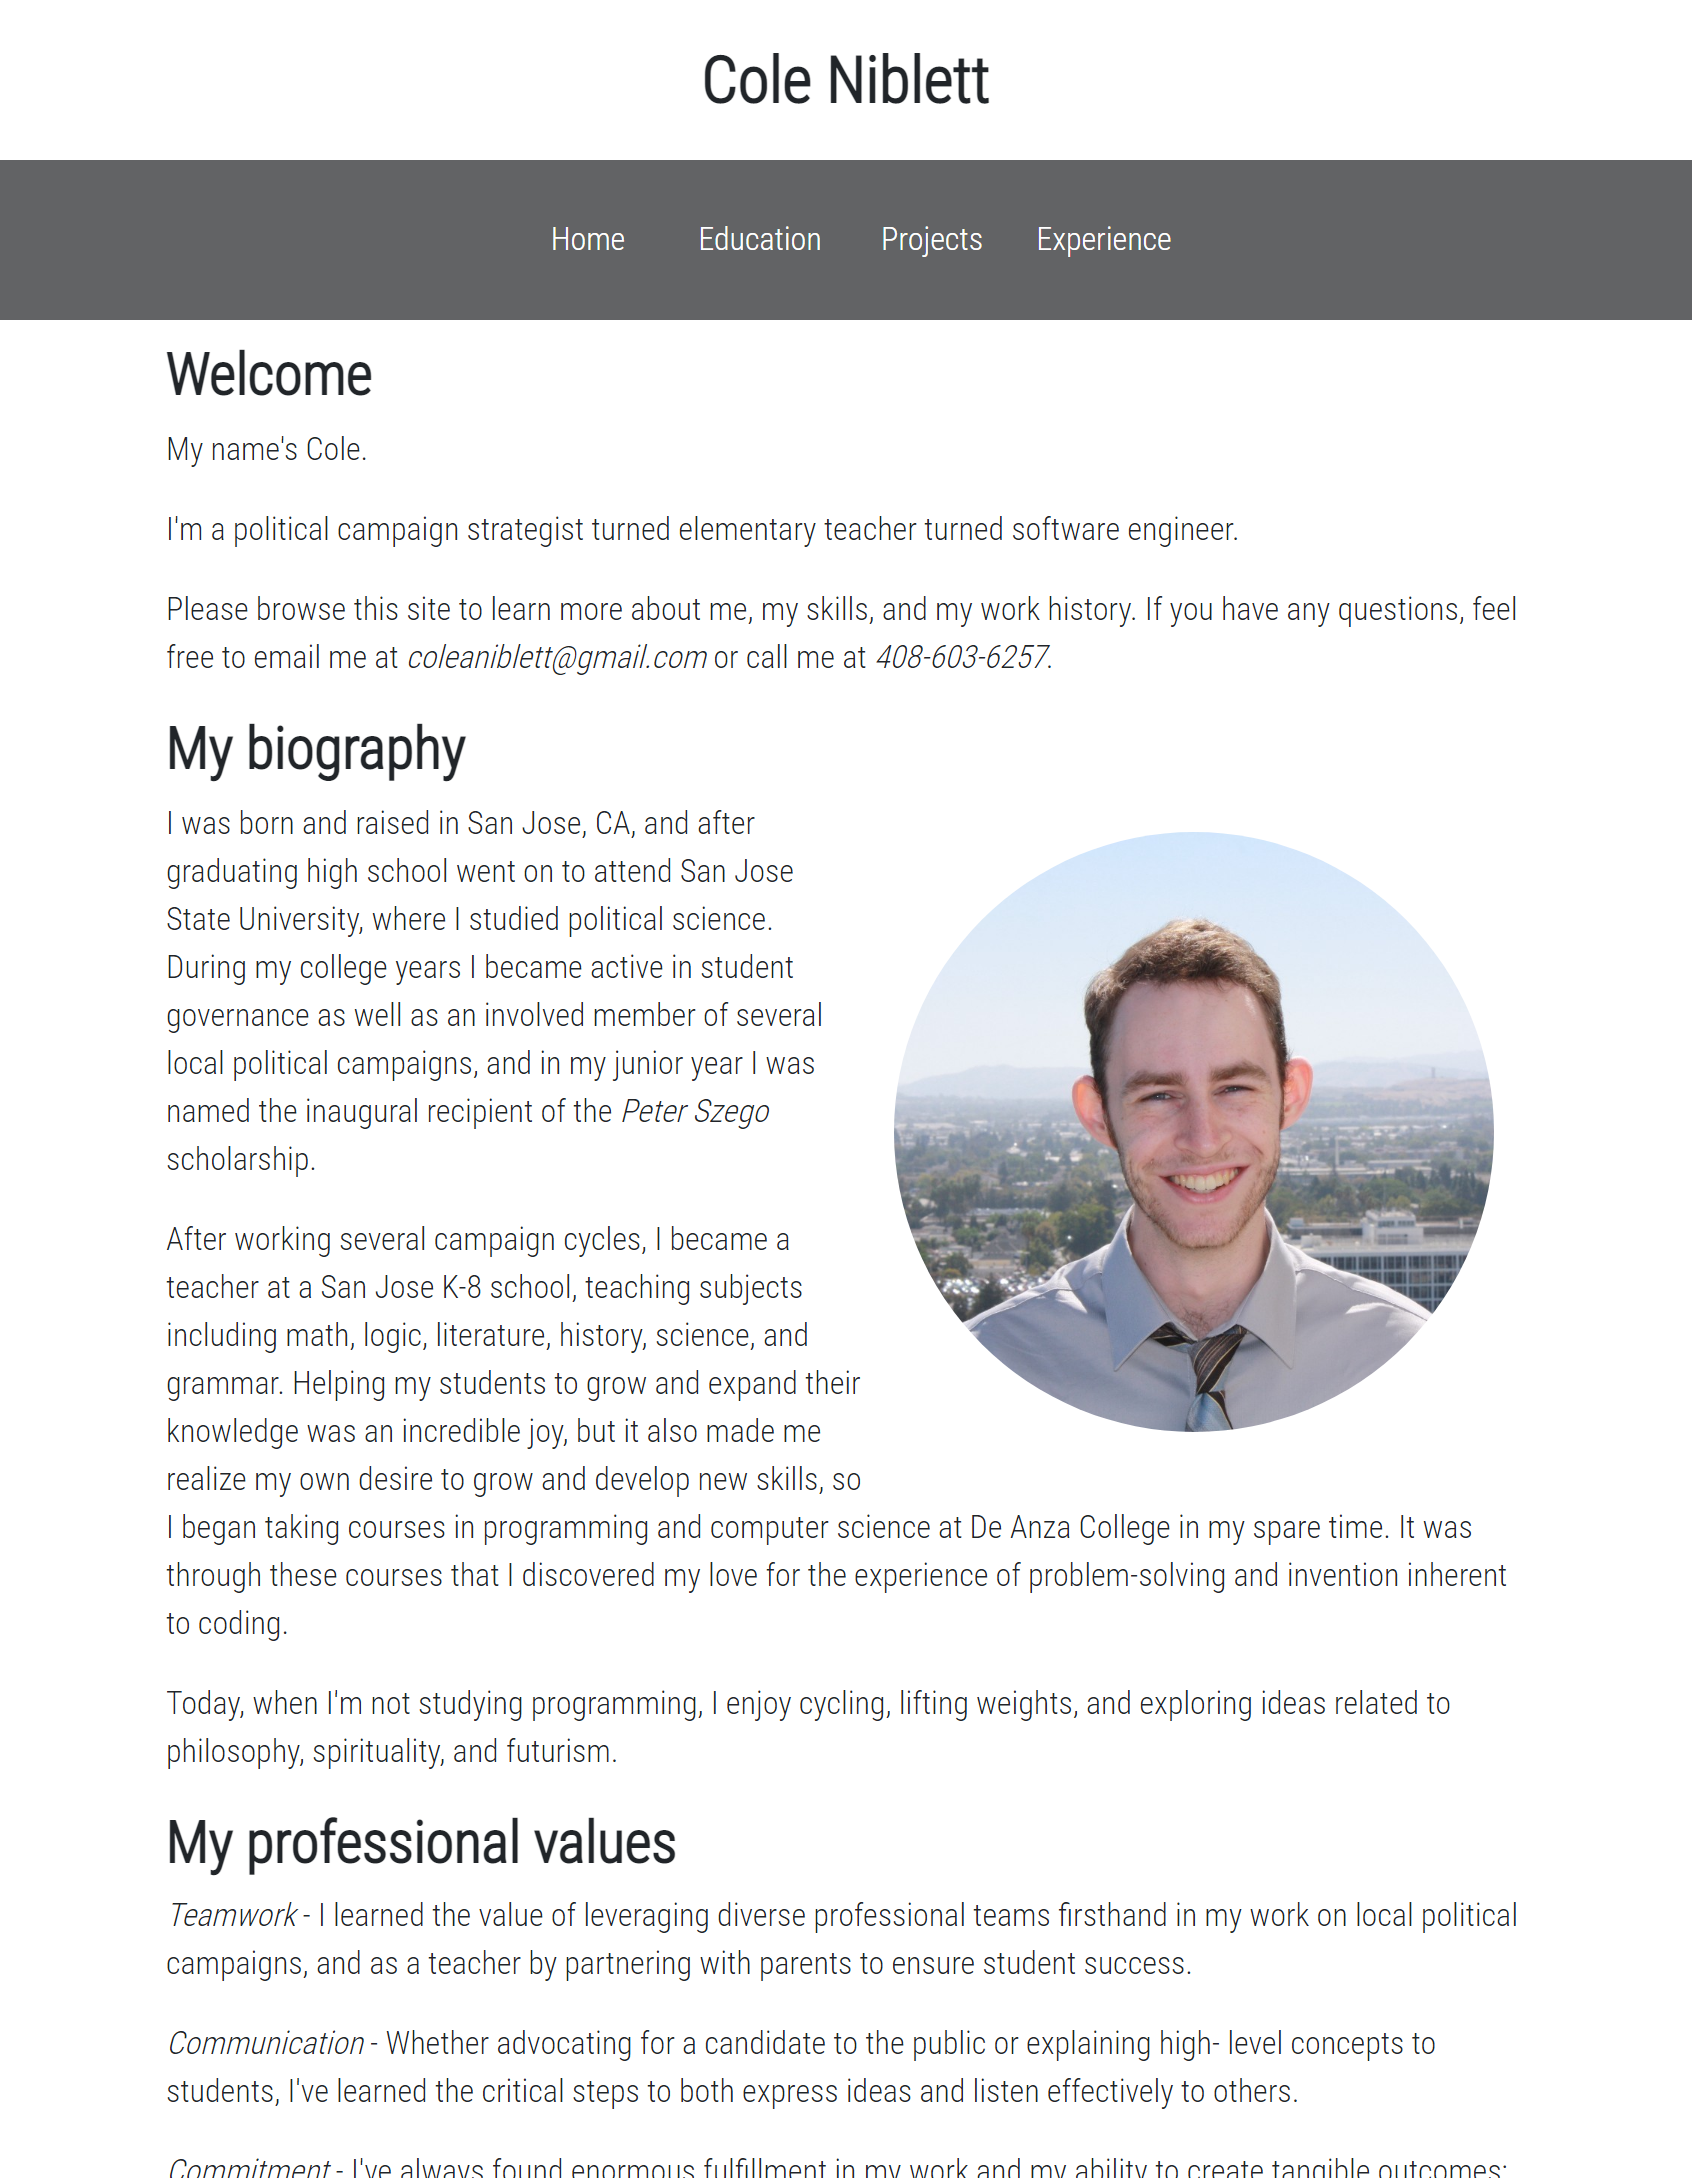 Cole Niblett
Home Education Projects Experience
Welcome
My name's Cole.
I'm a political campaign strategist turned elementary teacher turned software engineer.
Please browse this site to learn more about me, my skills, and my work history. If you have any questions, feel
free to email me at coleaniblett@gmail.com or call me at 408-603-6257.
My biography
I was born and raised in San Jose, CA, and after
graduating high school went on to attend San Jose
State University, where I studied political science.
During my college years I became active in student
governance as well as an involved member of several
local political campaigns, and in my junior year I was
named the inaugural recipient of the Peter Szego
scholarship.
After working several campaign cycles, I became a
teacher at a San Jose K-8 school, teaching subjects
including math, logic, literature, history, science, and
grammar. Helping my students to grow and expand their
knowledge was an incredible joy, but it also made me
realize my own desire to grow and develop new skills, so
I began taking courses in programming and computer science at De Anza College in my spare time. It was
through these courses that I discovered my love for the experience of problem-solving and invention inherent
to coding.
Today, when I'm not studying programming, I enjoy cycling, lifting weights, and exploring ideas related to
philosophy, spirituality, and futurism.
My professional values
Teamwork - I learned the value of leveraging diverse professional teams firsthand in my work on local political
campaigns, and as a teacher by partnering with parents to ensure student success.
Communication - Whether advocating for a candidate to the public or explaining high- level concepts to
students, I've learned the critical steps to both express ideas and listen effectively to others.
Commitment - I've always found enormous fulfillment in my work and my ability to create tangible outcomes;